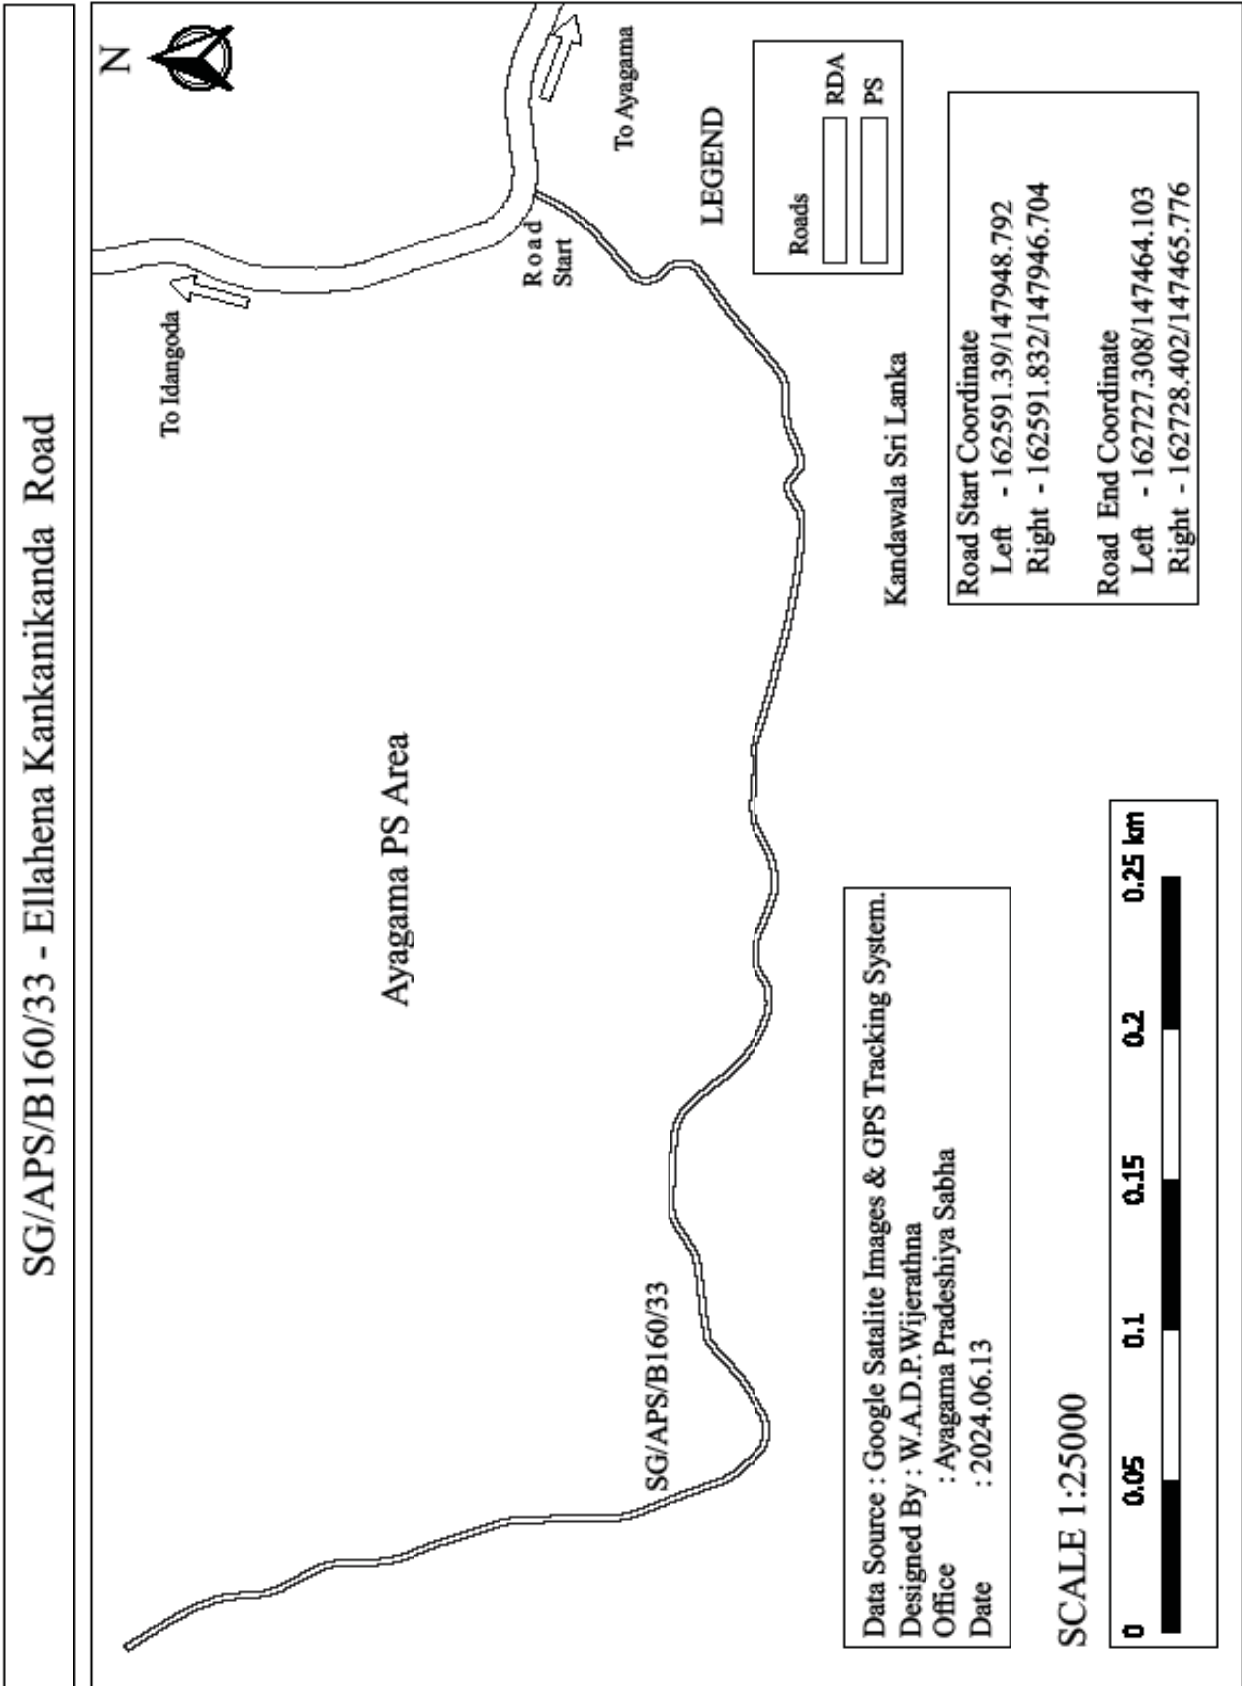 SG/APS/B160/33 - Ellahena Kankanikanda Road
N
To Idangoda
To Ayagama
Road
Start
Ayagama PS Area
SG/APS/B160/33
LEGEND
Roads
RDA
PS
Kandawala Sri Lanka
Data Source : Google Satalite Images & GPS Tracking System.
Designed By : W.A.D.P.Wijerathna
Office : Ayagama Pradeshiya Sabha
Date : 2024.06.13
Road Start Coordinate
Left - 162591.39/147948.792
Right - 162591.832/147946.704
Road End Coordinate
Left - 162727.308/147464.103
Right - 162728.402/147465.776
SCALE 1:25000
0 0.05 0.1 0.15 0.2 0.25 km